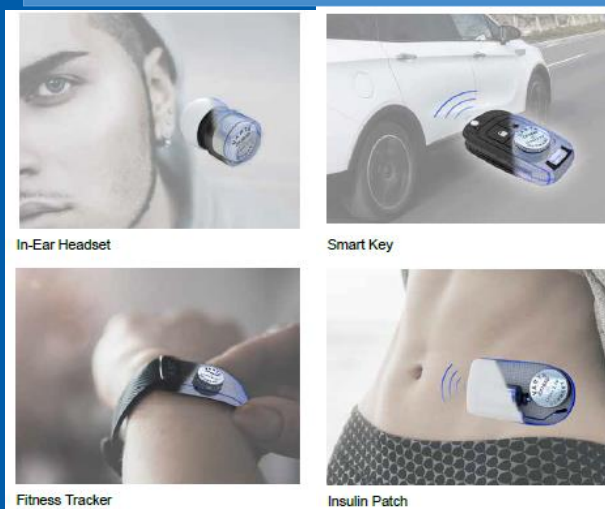 In-Ear Headset
Smart Key
Fitness Tracker
Insulin Patch